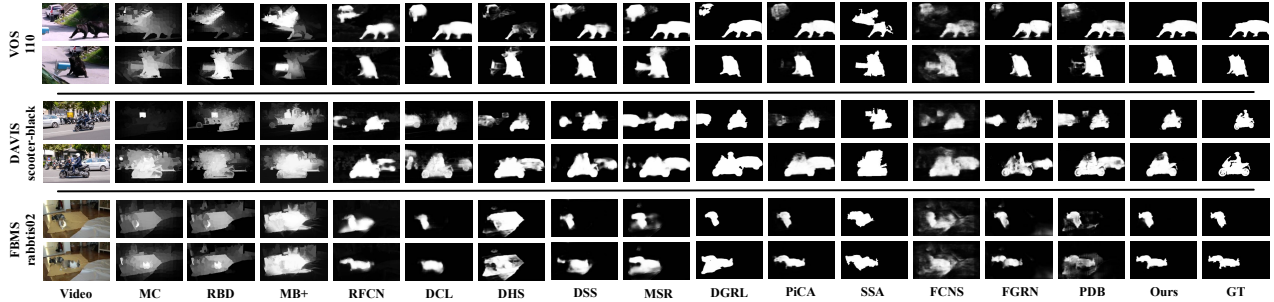 VOS
110
DAVIS
scooter-black
FBMS
rabbtis02
Video MC RBD MB+ RFCN DCL DHS DSS MSR DGRL PiCA SSA FCNS FGRN PDB Ours GT